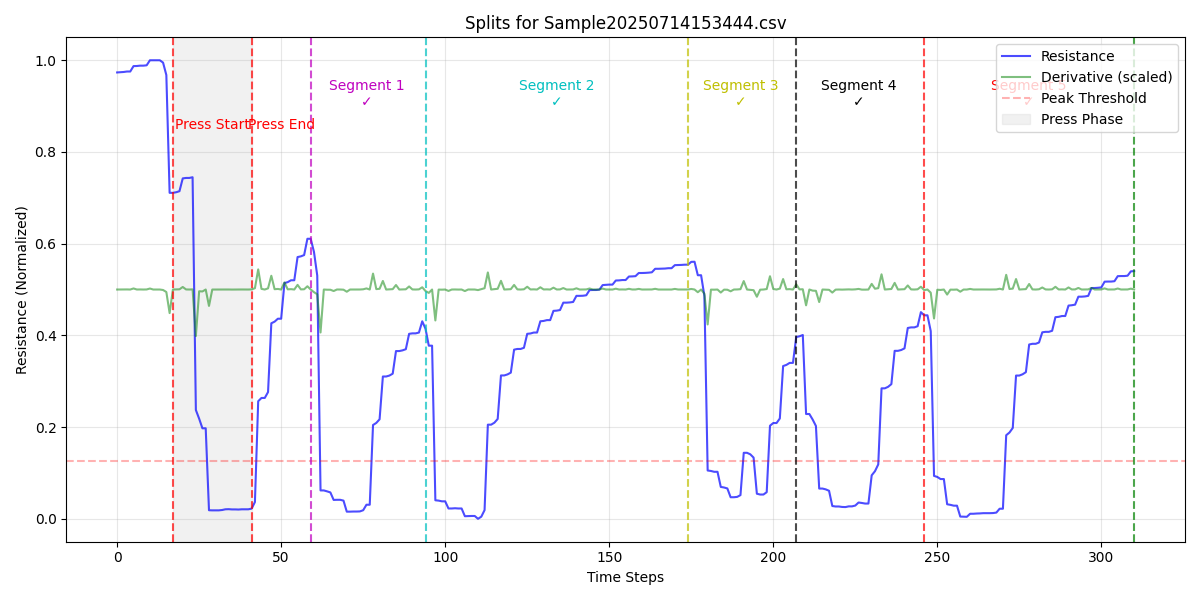 Splits for Sample20250714153444.csv
Resistance
Derivative (scaled)
Peak Threshold
Press Phase
Segment 1
✓
Segment 2
✓
Segment 3
✓
Segment 4
✓
Segment 5
✓
Press Start
Press End
Resistance (Normalized)
1.0
0.8
0.6
0.4
0.2
0.0
0
50
100
150
200
250
300
Time Steps